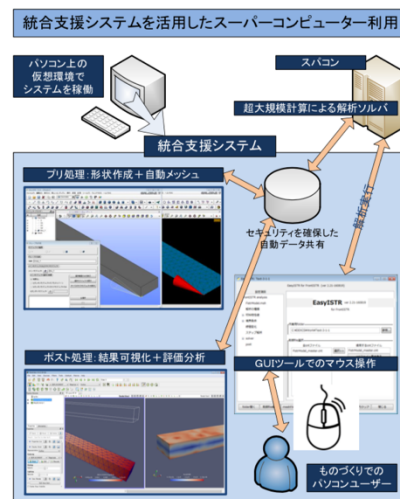 統合支援システムを活用したスーパーコンピューター利用
パソコン上の
仮想環境で
システムを稼働
スパコン
超大規模計算による解析ソルバ
統合支援システム
プリ処理:形状作成+自動メッシュ
セキュリティを確保した
自動データ共有
解析実行
EasyISTR
ポスト処理:結果可視化+評価分析
GUIツールでのマウス操作
ものづくりでの
パソコンユーザー